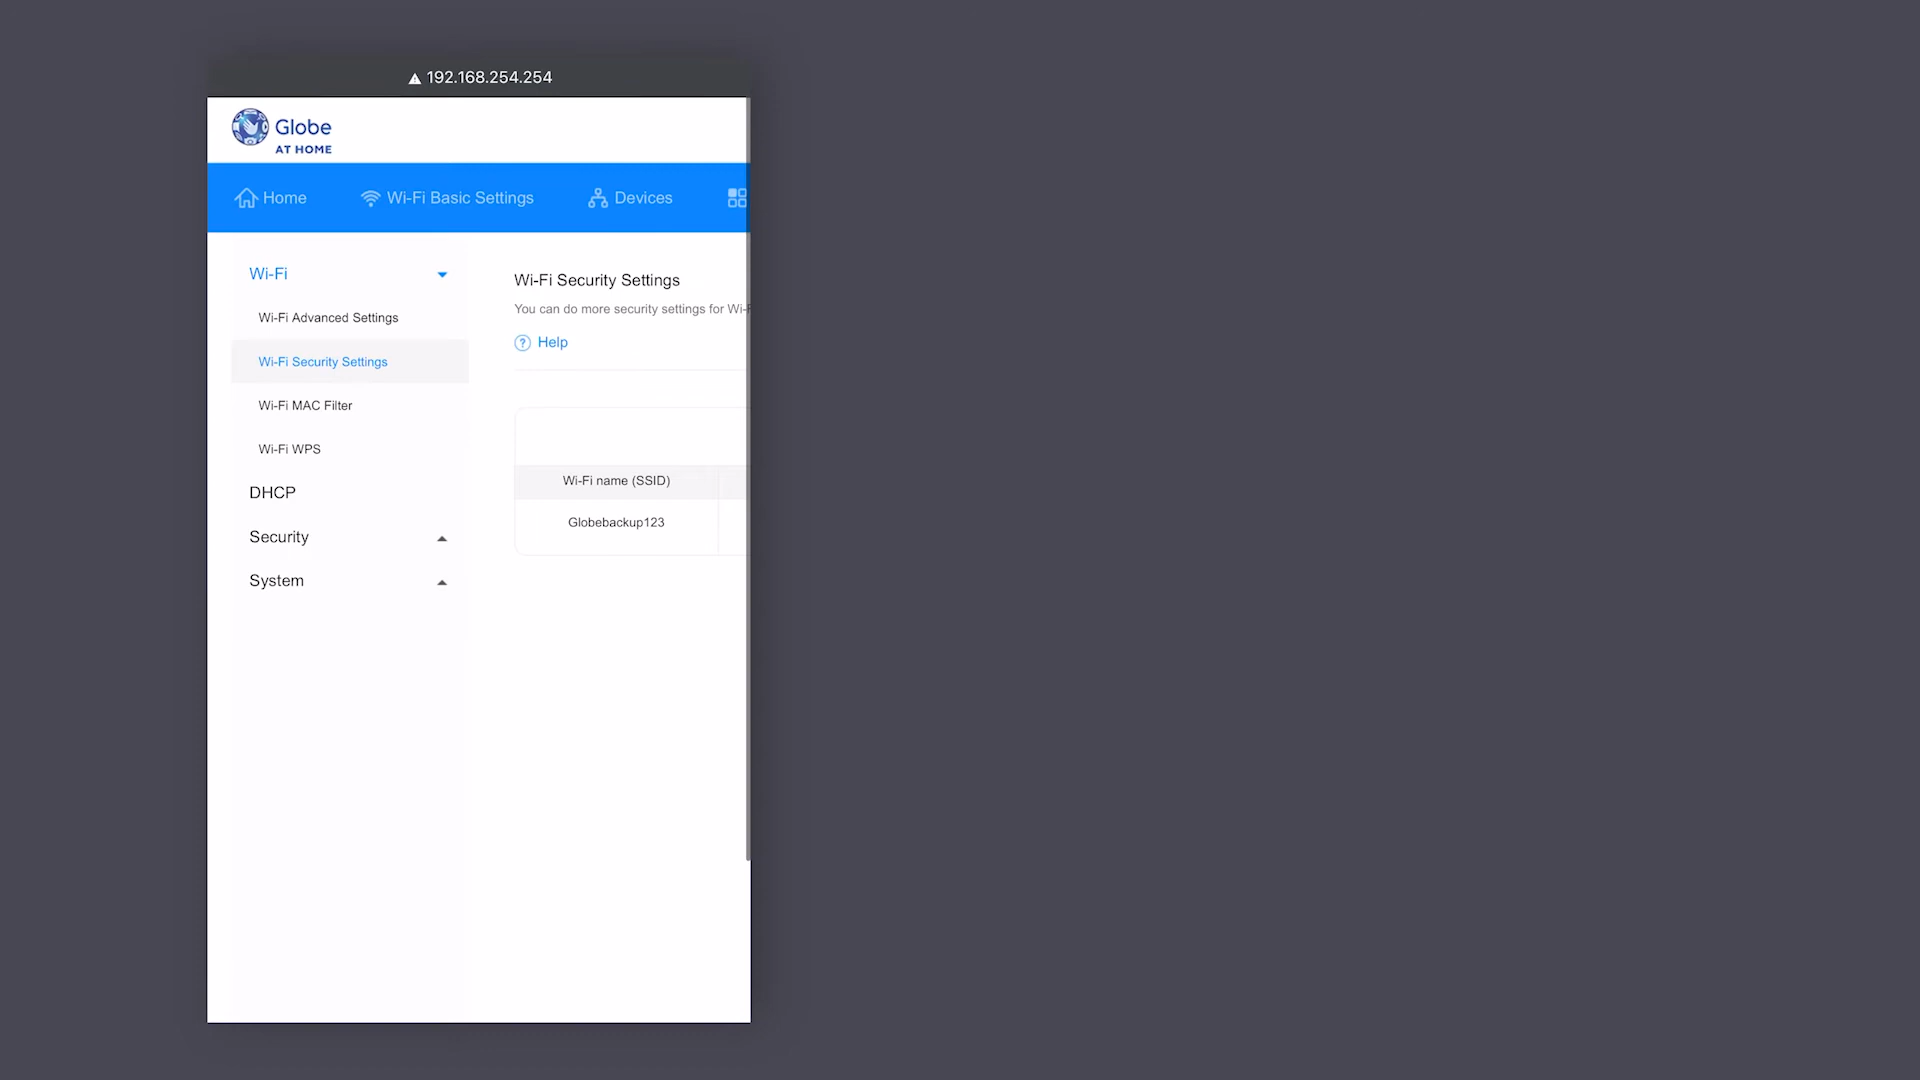 192.168.254.254
Globe
AT HOME
Home
Wi-Fi Basic Settings
Devices
Wi-Fi
Wi-Fi Advanced Settings
Wi-Fi Security Settings
Wi-Fi MAC Filter
Wi-Fi WPS
DHCP
Security
System
Wi-Fi Security Settings
You can do more security settings for Wi-F
? Help
Wi-Fi name (SSID)
Globebackup123